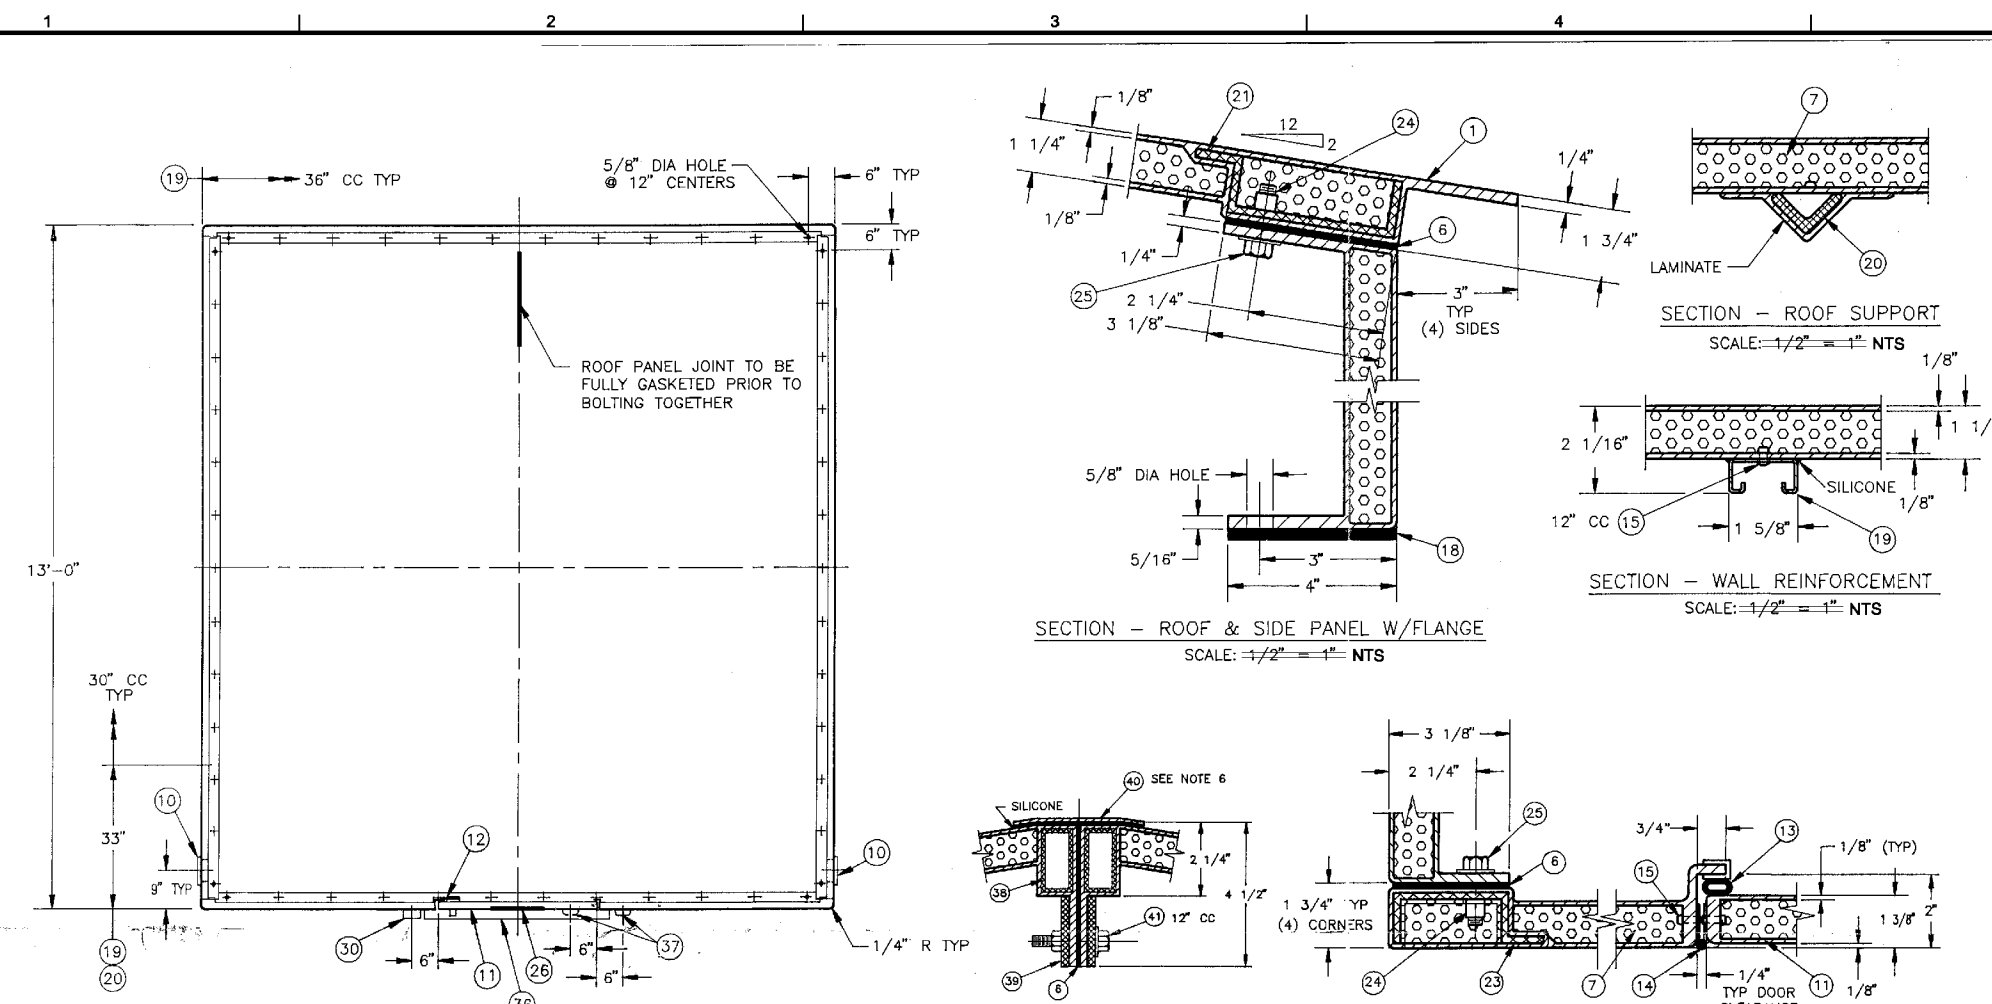 1
2
3
4
19
36" CC TYP
5/8" DIA HOLE
@ 12" CENTERS
6" TYP
6"
TYP
13'-0"
ROOF PANEL JOINT TO BE
FULLY GASKETED PRIOR TO
BOLTING TOGETHER
30" CC
TYP
33"
10
9" TYP
12
10
19
20
30
6"
11
26
6"
6"
37
36
1/4" R TYP
1/8"
21
12
2
24
1
1 1/4"
1/8"
1/4"
1 3/4"
6
1/4"
25
2 1/4"
3 1/8"
3"
TYP
(4) SIDES
5/8" DIA HOLE
5/16"
3"
4"
18
SECTION - ROOF & SIDE PANEL W/FLANGE
SCALE: 1/2" = 1" NTS
7
LAMINATE
20
SECTION - ROOF SUPPORT
SCALE: 1/2" = 1" NTS
1/8"
2 1/16"
1 1/
SILICONE
1/8"
12" CC 15
1 5/8"
19
SECTION - WALL REINFORCEMENT
SCALE: 1/2" = 1" NTS
40 SEE NOTE 6
SILICONE
2 1/4"
4 1/2"
38
41 12" CC
39
6
3 1/8"
2 1/4"
25
6
3/4"
13
1/8" (TYP)
15
1 3/4" TYP
(4) CORNERS
2"
1 3/8"
24
23
7
14
1/4"
TYP DOOR
11
1/8"